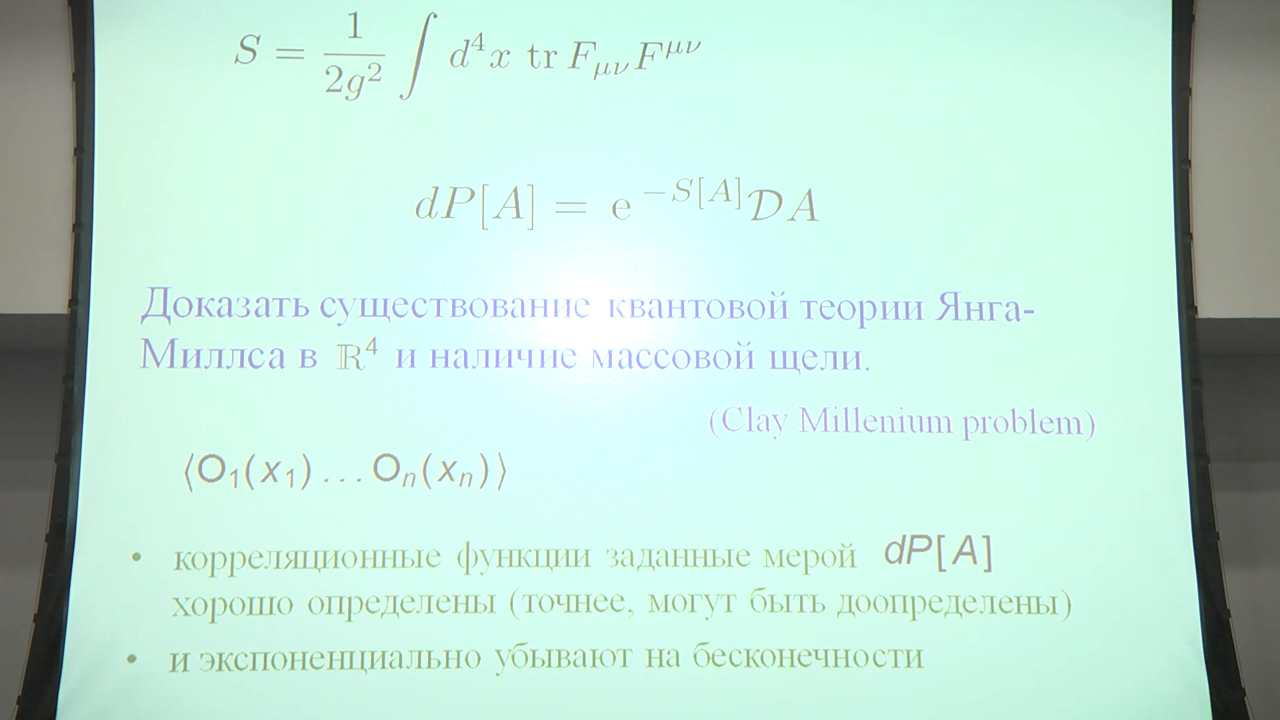 S = \frac{1}{2g^2} \int d^4x \operatorname{tr} F_{\mu\nu} F^{\mu\nu}
dP[A] = e^{-S[A]} \mathcal{D}A
Доказать существование квантовой теории Янга-
Миллса в ℝ⁴ и наличие массовой щели.
(Clay Millenium problem)
⟨O₁(x₁) … Oₙ(xₙ)⟩
• корреляционные функции заданные мерой dP[A]
хорошо определены (точнее, могут быть доопределены)
• и экспоненциально убывают на бесконечности